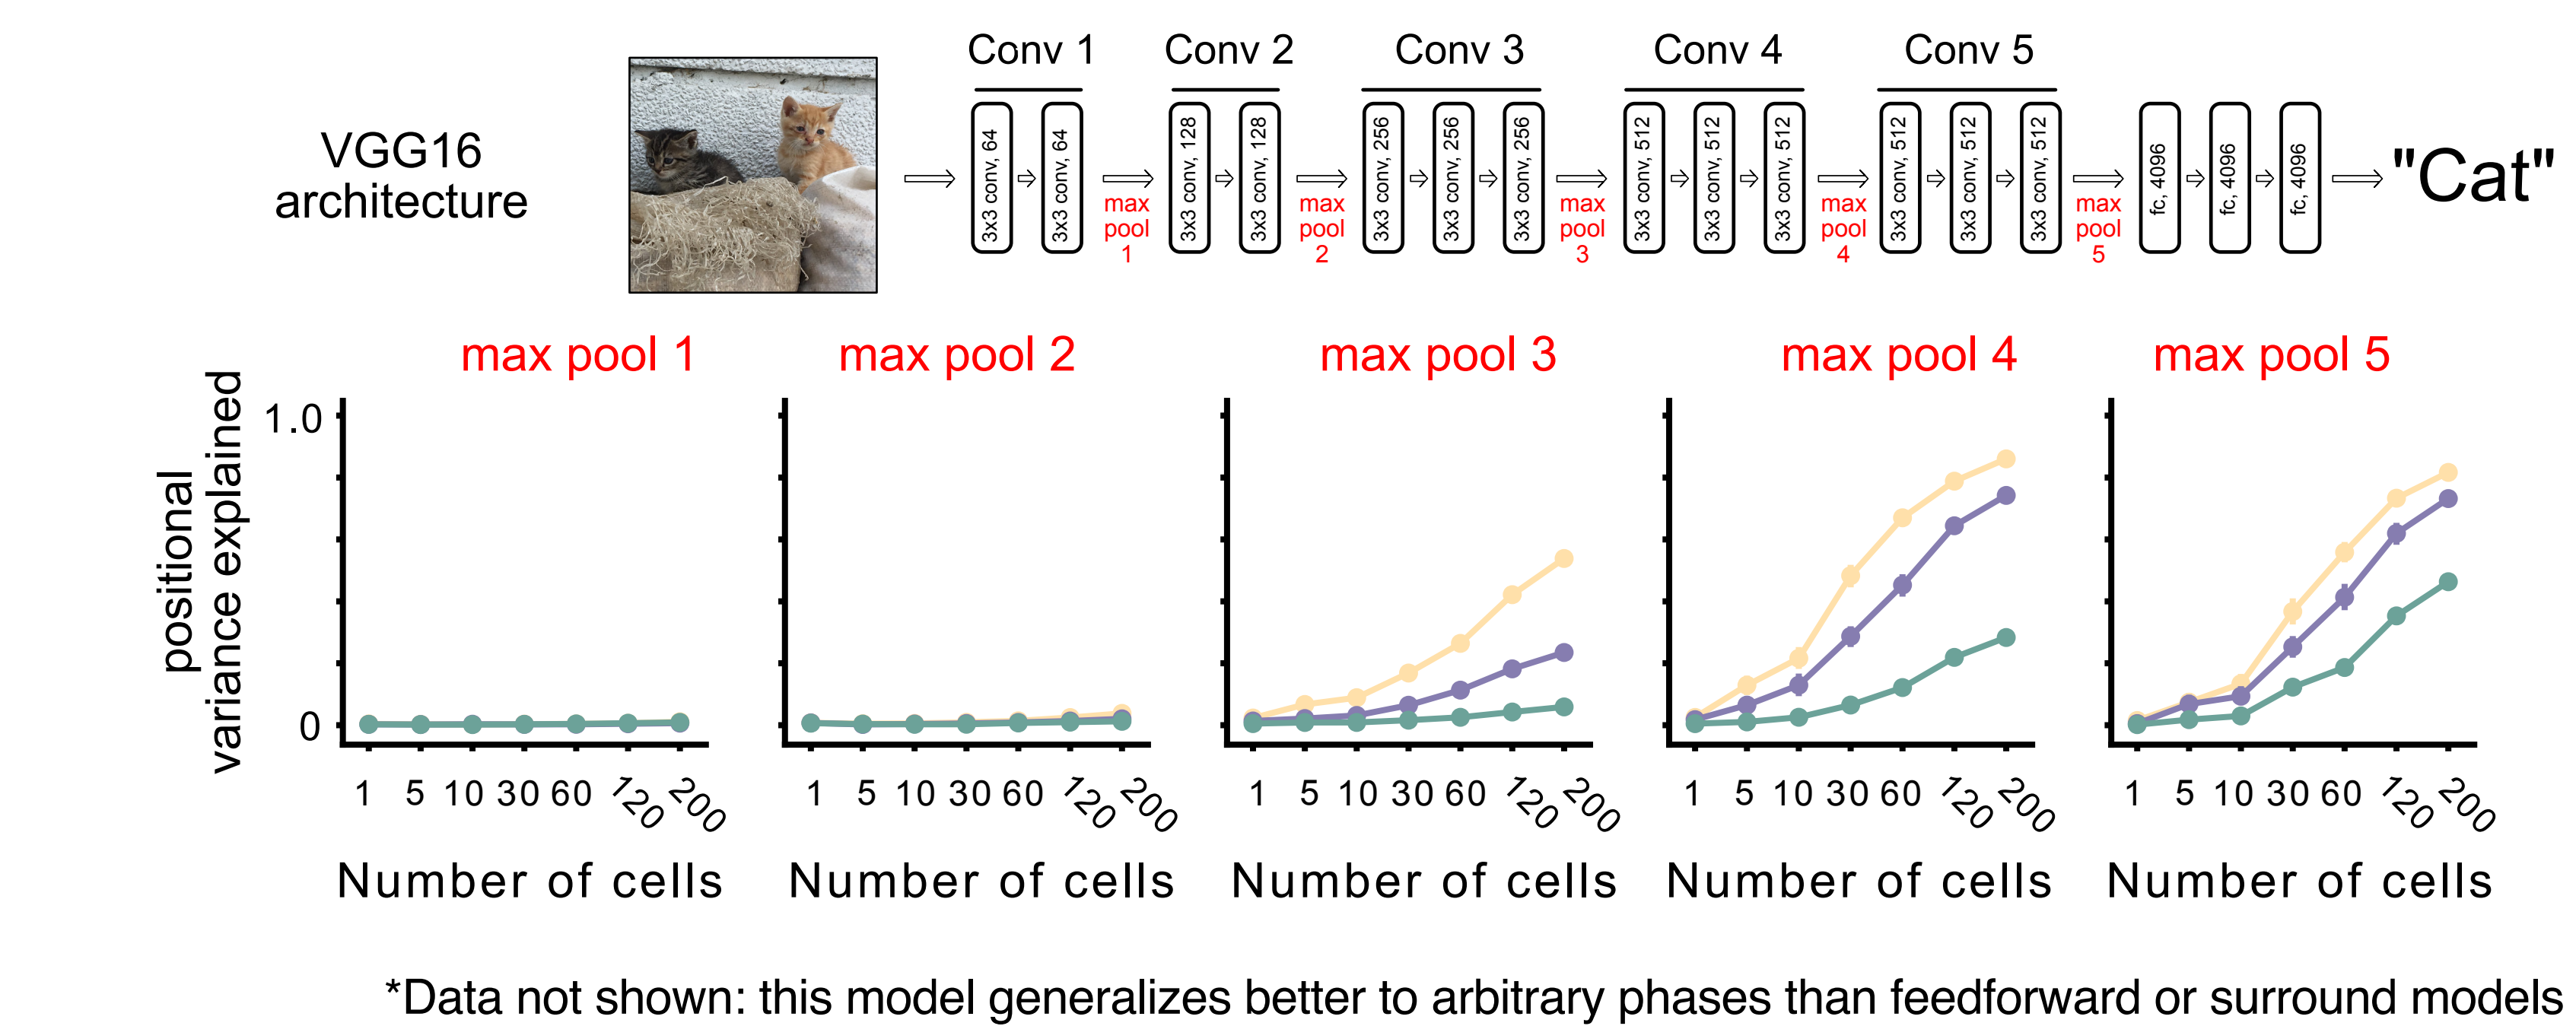 VGG16
architecture
Conv 1
Conv 2
Conv 3
Conv 4
Conv 5
3x3 conv, 64
3x3 conv, 64
max
pool
1
3x3 conv, 128
3x3 conv, 128
max
pool
2
3x3 conv, 256
3x3 conv, 256
3x3 conv, 256
max
pool
3
3x3 conv, 512
3x3 conv, 512
3x3 conv, 512
max
pool
4
3x3 conv, 512
3x3 conv, 512
3x3 conv, 512
max
pool
5
fc, 4096
fc, 4096
fc, 4096
"Cat"
max pool 1
max pool 2
max pool 3
max pool 4
max pool 5
positional
variance explained
1.0
0
1 5 10 30 60 120 200
1 5 10 30 60 120 200
1 5 10 30 60 120 200
1 5 10 30 60 120 200
1 5 10 30 60 120 200
Number of cells
Number of cells
Number of cells
Number of cells
Number of cells
*Data not shown: this model generalizes better to arbitrary phases than feedforward or surround models